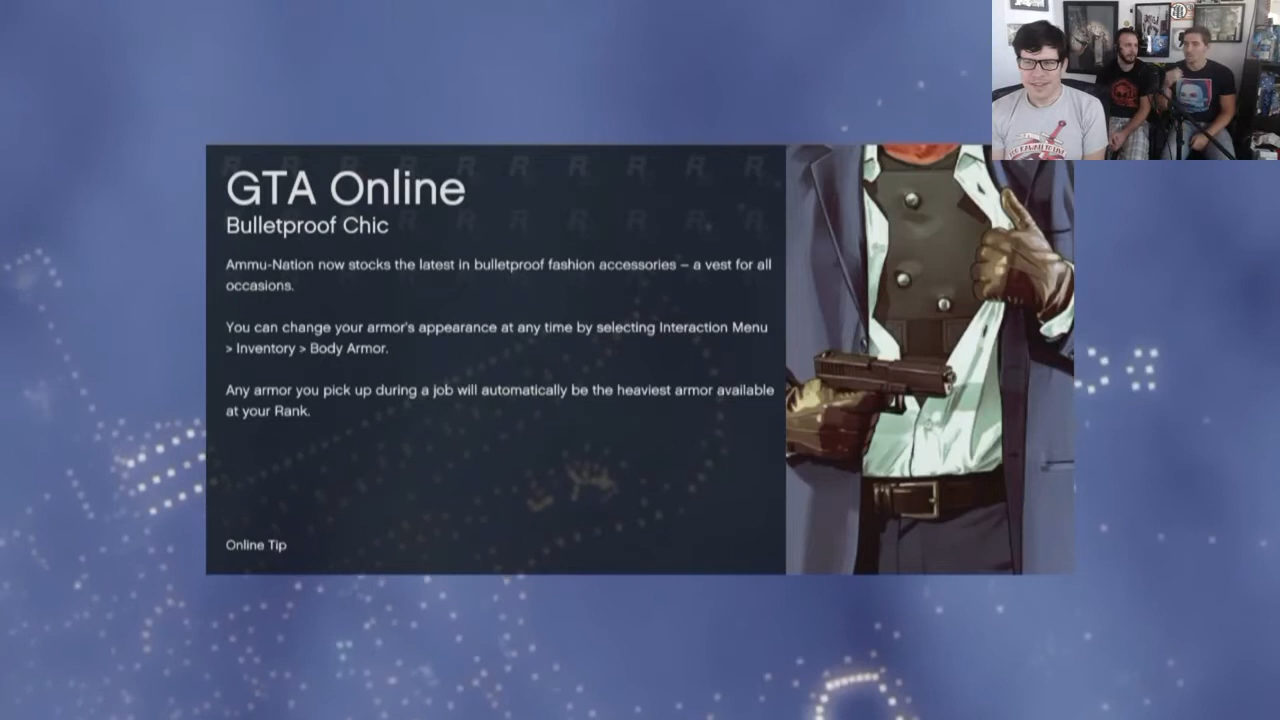 GTA Online
Bulletproof Chic
Ammu-Nation now stocks the latest in bulletproof fashion accessories – a vest for all
occasions.
You can change your armor's appearance at any time by selecting Interaction Menu
> Inventory > Body Armor.
Any armor you pick up during a job will automatically be the heaviest armor available
at your Rank.
Online Tip